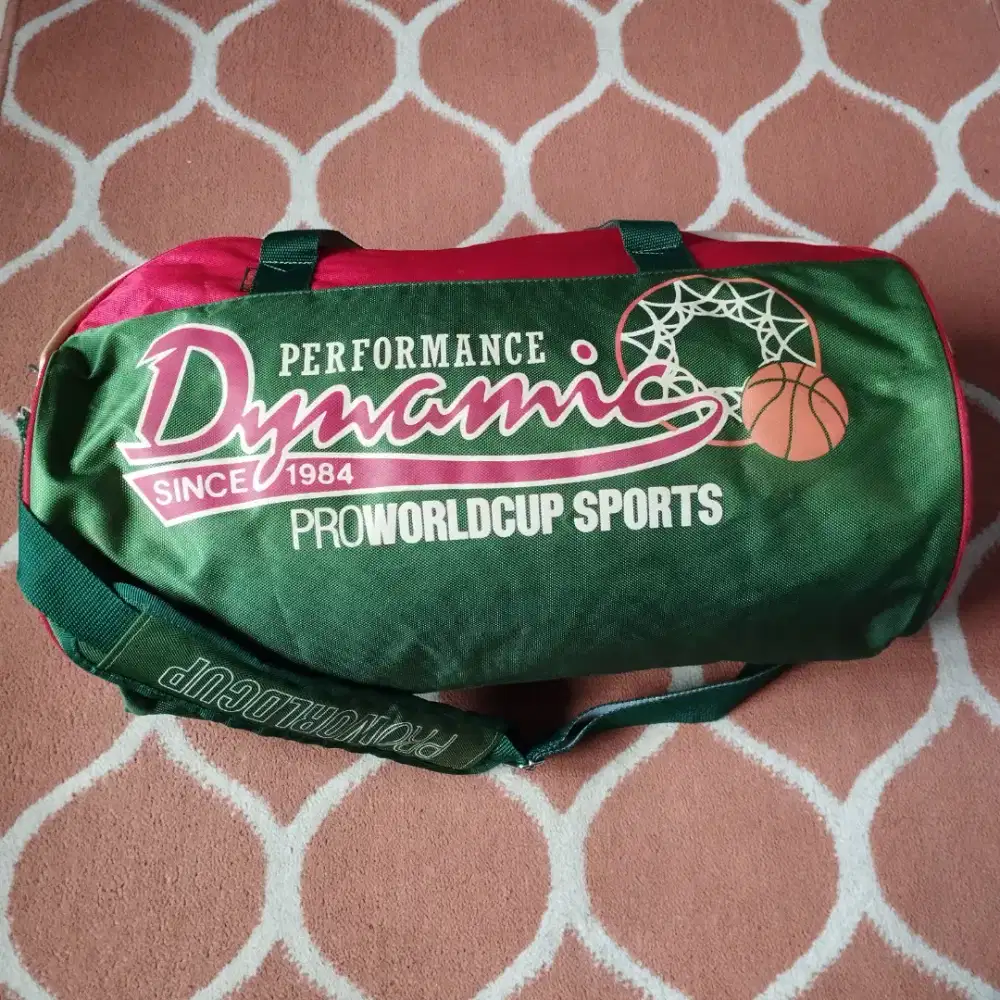 PERFORMANCE
Dynamic
SINCE 1984
PROWORLDCUP SPORTS
PROWORLDCUP